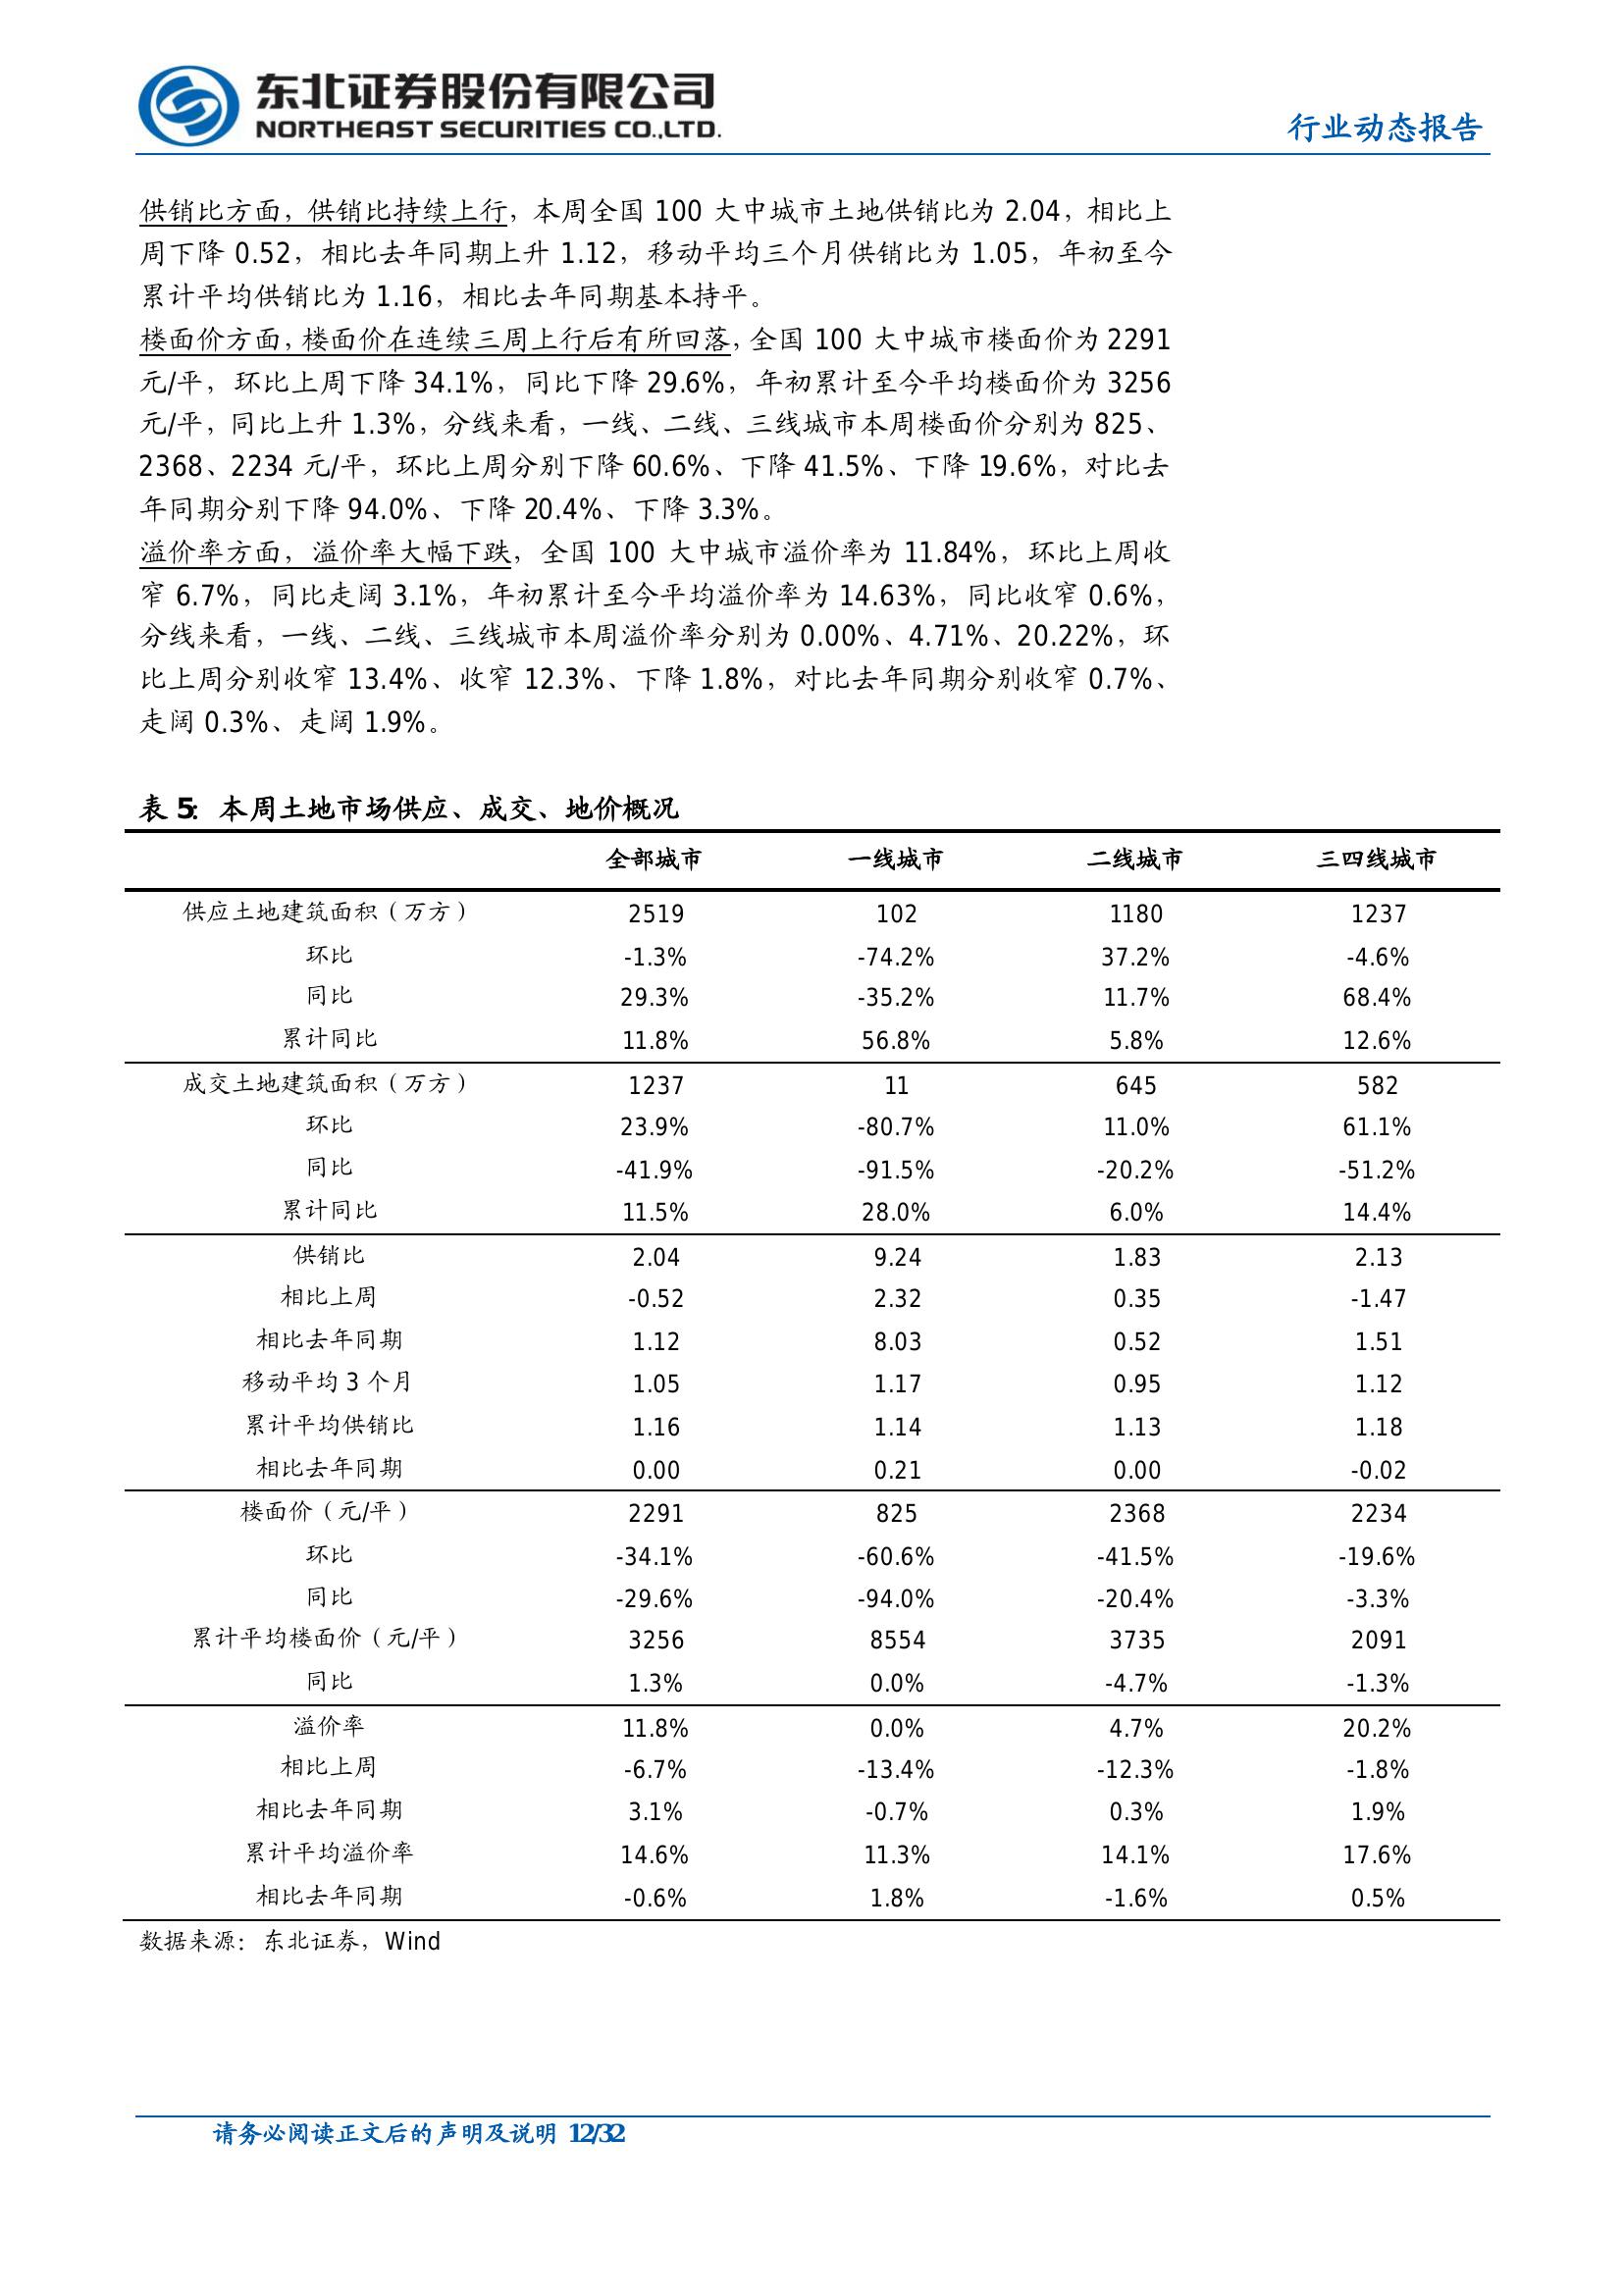 东北证券股份有限公司
NORTHEAST SECURITIES CO.,LTD.
行业动态报告
供销比方面，供销比持续上行，本周全国 100 大中城市土地供销比为 2.04，相比上
周下降 0.52，相比去年同期上升 1.12，移动平均三个月供销比为 1.05，年初至今
累计平均供销比为 1.16，相比去年同期基本持平。
楼面价方面，楼面价在连续三周上行后有所回落，全国 100 大中城市楼面价为 2291
元/平，环比上周下降 34.1%，同比下降 29.6%，年初累计至今平均楼面价为 3256
元/平，同比上升 1.3%，分线来看，一线、二线、三线城市本周楼面价分别为 825、
2368、2234 元/平，环比上周分别下降 60.6%、下降 41.5%、下降 19.6%，对比去
年同期分别下降 94.0%、下降 20.4%、下降 3.3%。
溢价率方面，溢价率大幅下跌，全国 100 大中城市溢价率为 11.84%，环比上周收
窄 6.7%，同比走阔 3.1%，年初累计至今平均溢价率为 14.63%，同比收窄 0.6%，
分线来看，一线、二线、三线城市本周溢价率分别为 0.00%、4.71%、20.22%，环
比上周分别收窄 13.4%、收窄 12.3%、下降 1.8%，对比去年同期分别收窄 0.7%、
走阔 0.3%、走阔 1.9%。
表 5：本周土地市场供应、成交、地价概况
全部城市 一线城市 二线城市 三四线城市
供应土地建筑面积（万方） 2519 102 1180 1237
环比 -1.3% -74.2% 37.2% -4.6%
同比 29.3% -35.2% 11.7% 68.4%
累计同比 11.8% 56.8% 5.8% 12.6%
成交土地建筑面积（万方） 1237 11 645 582
环比 23.9% -80.7% 11.0% 61.1%
同比 -41.9% -91.5% -20.2% -51.2%
累计同比 11.5% 28.0% 6.0% 14.4%
供销比 2.04 9.24 1.83 2.13
相比上周 -0.52 2.32 0.35 -1.47
相比去年同期 1.12 8.03 0.52 1.51
移动平均 3 个月 1.05 1.17 0.95 1.12
累计平均供销比 1.16 1.14 1.13 1.18
相比去年同期 0.00 0.21 0.00 -0.02
楼面价（元/平） 2291 825 2368 2234
环比 -34.1% -60.6% -41.5% -19.6%
同比 -29.6% -94.0% -20.4% -3.3%
累计平均楼面价（元/平） 3256 8554 3735 2091
同比 1.3% 0.0% -4.7% -1.3%
溢价率 11.8% 0.0% 4.7% 20.2%
相比上周 -6.7% -13.4% -12.3% -1.8%
相比去年同期 3.1% -0.7% 0.3% 1.9%
累计平均溢价率 14.6% 11.3% 14.1% 17.6%
相比去年同期 -0.6% 1.8% -1.6% 0.5%
数据来源：东北证券，Wind
请务必阅读正文后的声明及说明 12/32